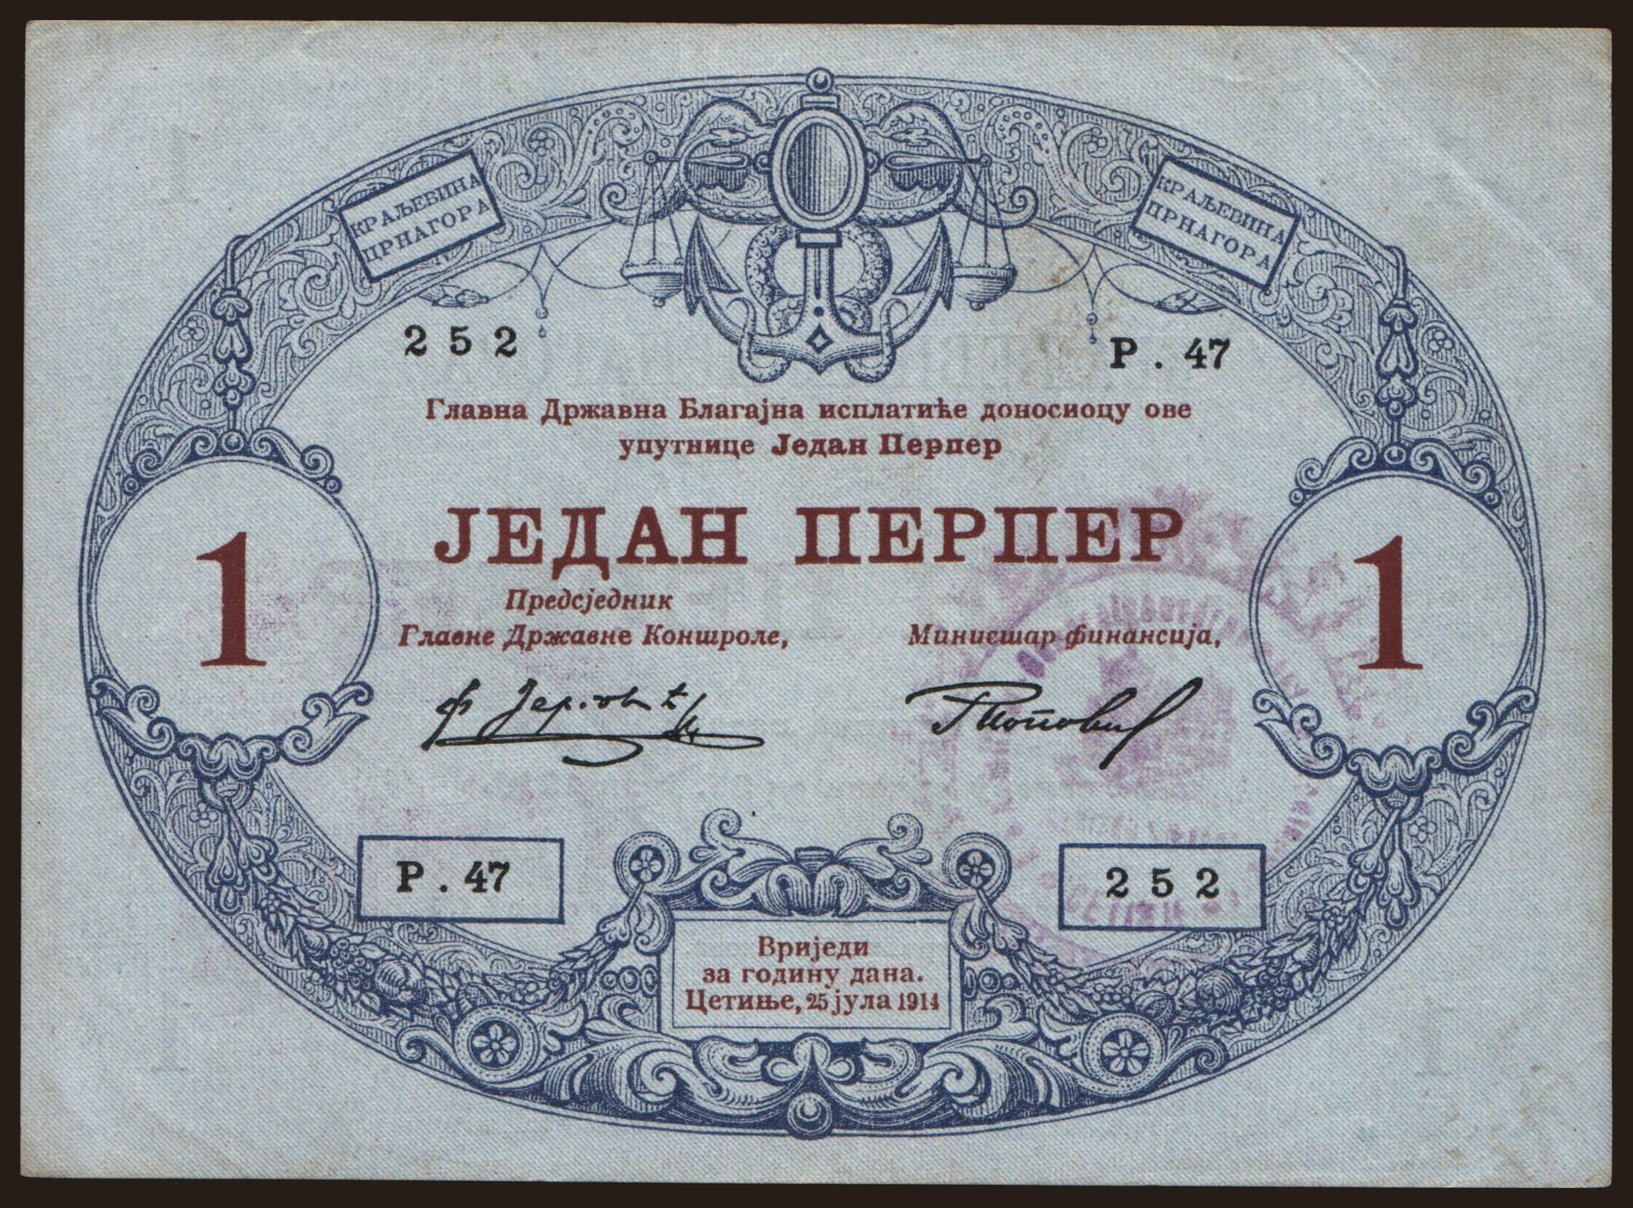 КРАЉЕВИНА
ЦРНАГОРА
КРАЉЕВИНА
ЦРНАГОРА
252
P. 47
Главна Државна Благајна исплатиће доносиоцу ове
упутнице Један Перпер
1
ЈЕДАН ПЕРПЕР
1
Предсједник
Главне Државне Контроле,
Министар финансија,
P. 47
252
Вриједи
за годину дана.
Цетиње, 25 јула 1914